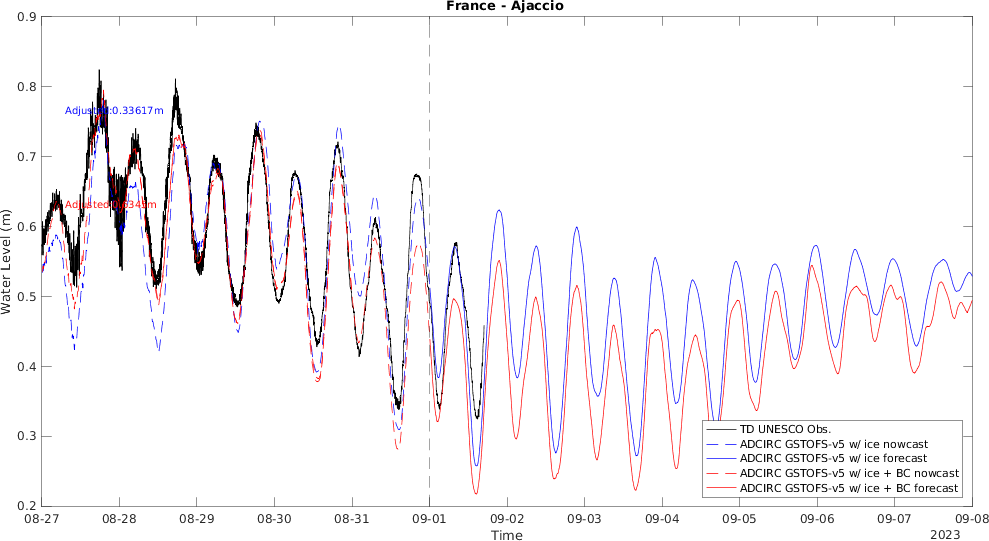 France - Ajaccio
0.9
0.8
0.7
0.6
0.5
0.4
0.3
0.2
Water Level (m)
Adjusted:0.33617m
TD UNESCO Obs.
ADCIRC GSTOFS-v5 w/ ice nowcast
ADCIRC GSTOFS-v5 w/ ice forecast
ADCIRC GSTOFS-v5 w/ ice + BC nowcast
ADCIRC GSTOFS-v5 w/ ice + BC forecast
08-27 08-28 08-29 08-30 08-31 09-01 09-02 09-03 09-04 09-05 09-06 09-07 09-08
Time
2023